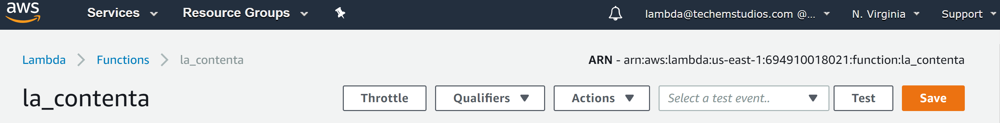 aws Services Resource Groups lambda@techemstudios.com @... N. Virginia Support
Lambda Functions la_contenta ARN - arn:aws:lambda:us-east-1:694910018021:function:la_contenta
la_contenta Throttle Qualifiers Actions Select a test event.. Test Save